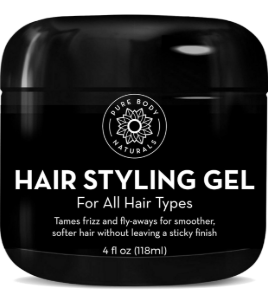 PURE BODY
NATURALS
HAIR STYLING GEL
For All Hair Types
Tames frizz and fly-aways for smoother,
softer hair without leaving a sticky finish
4 fl oz (118ml)